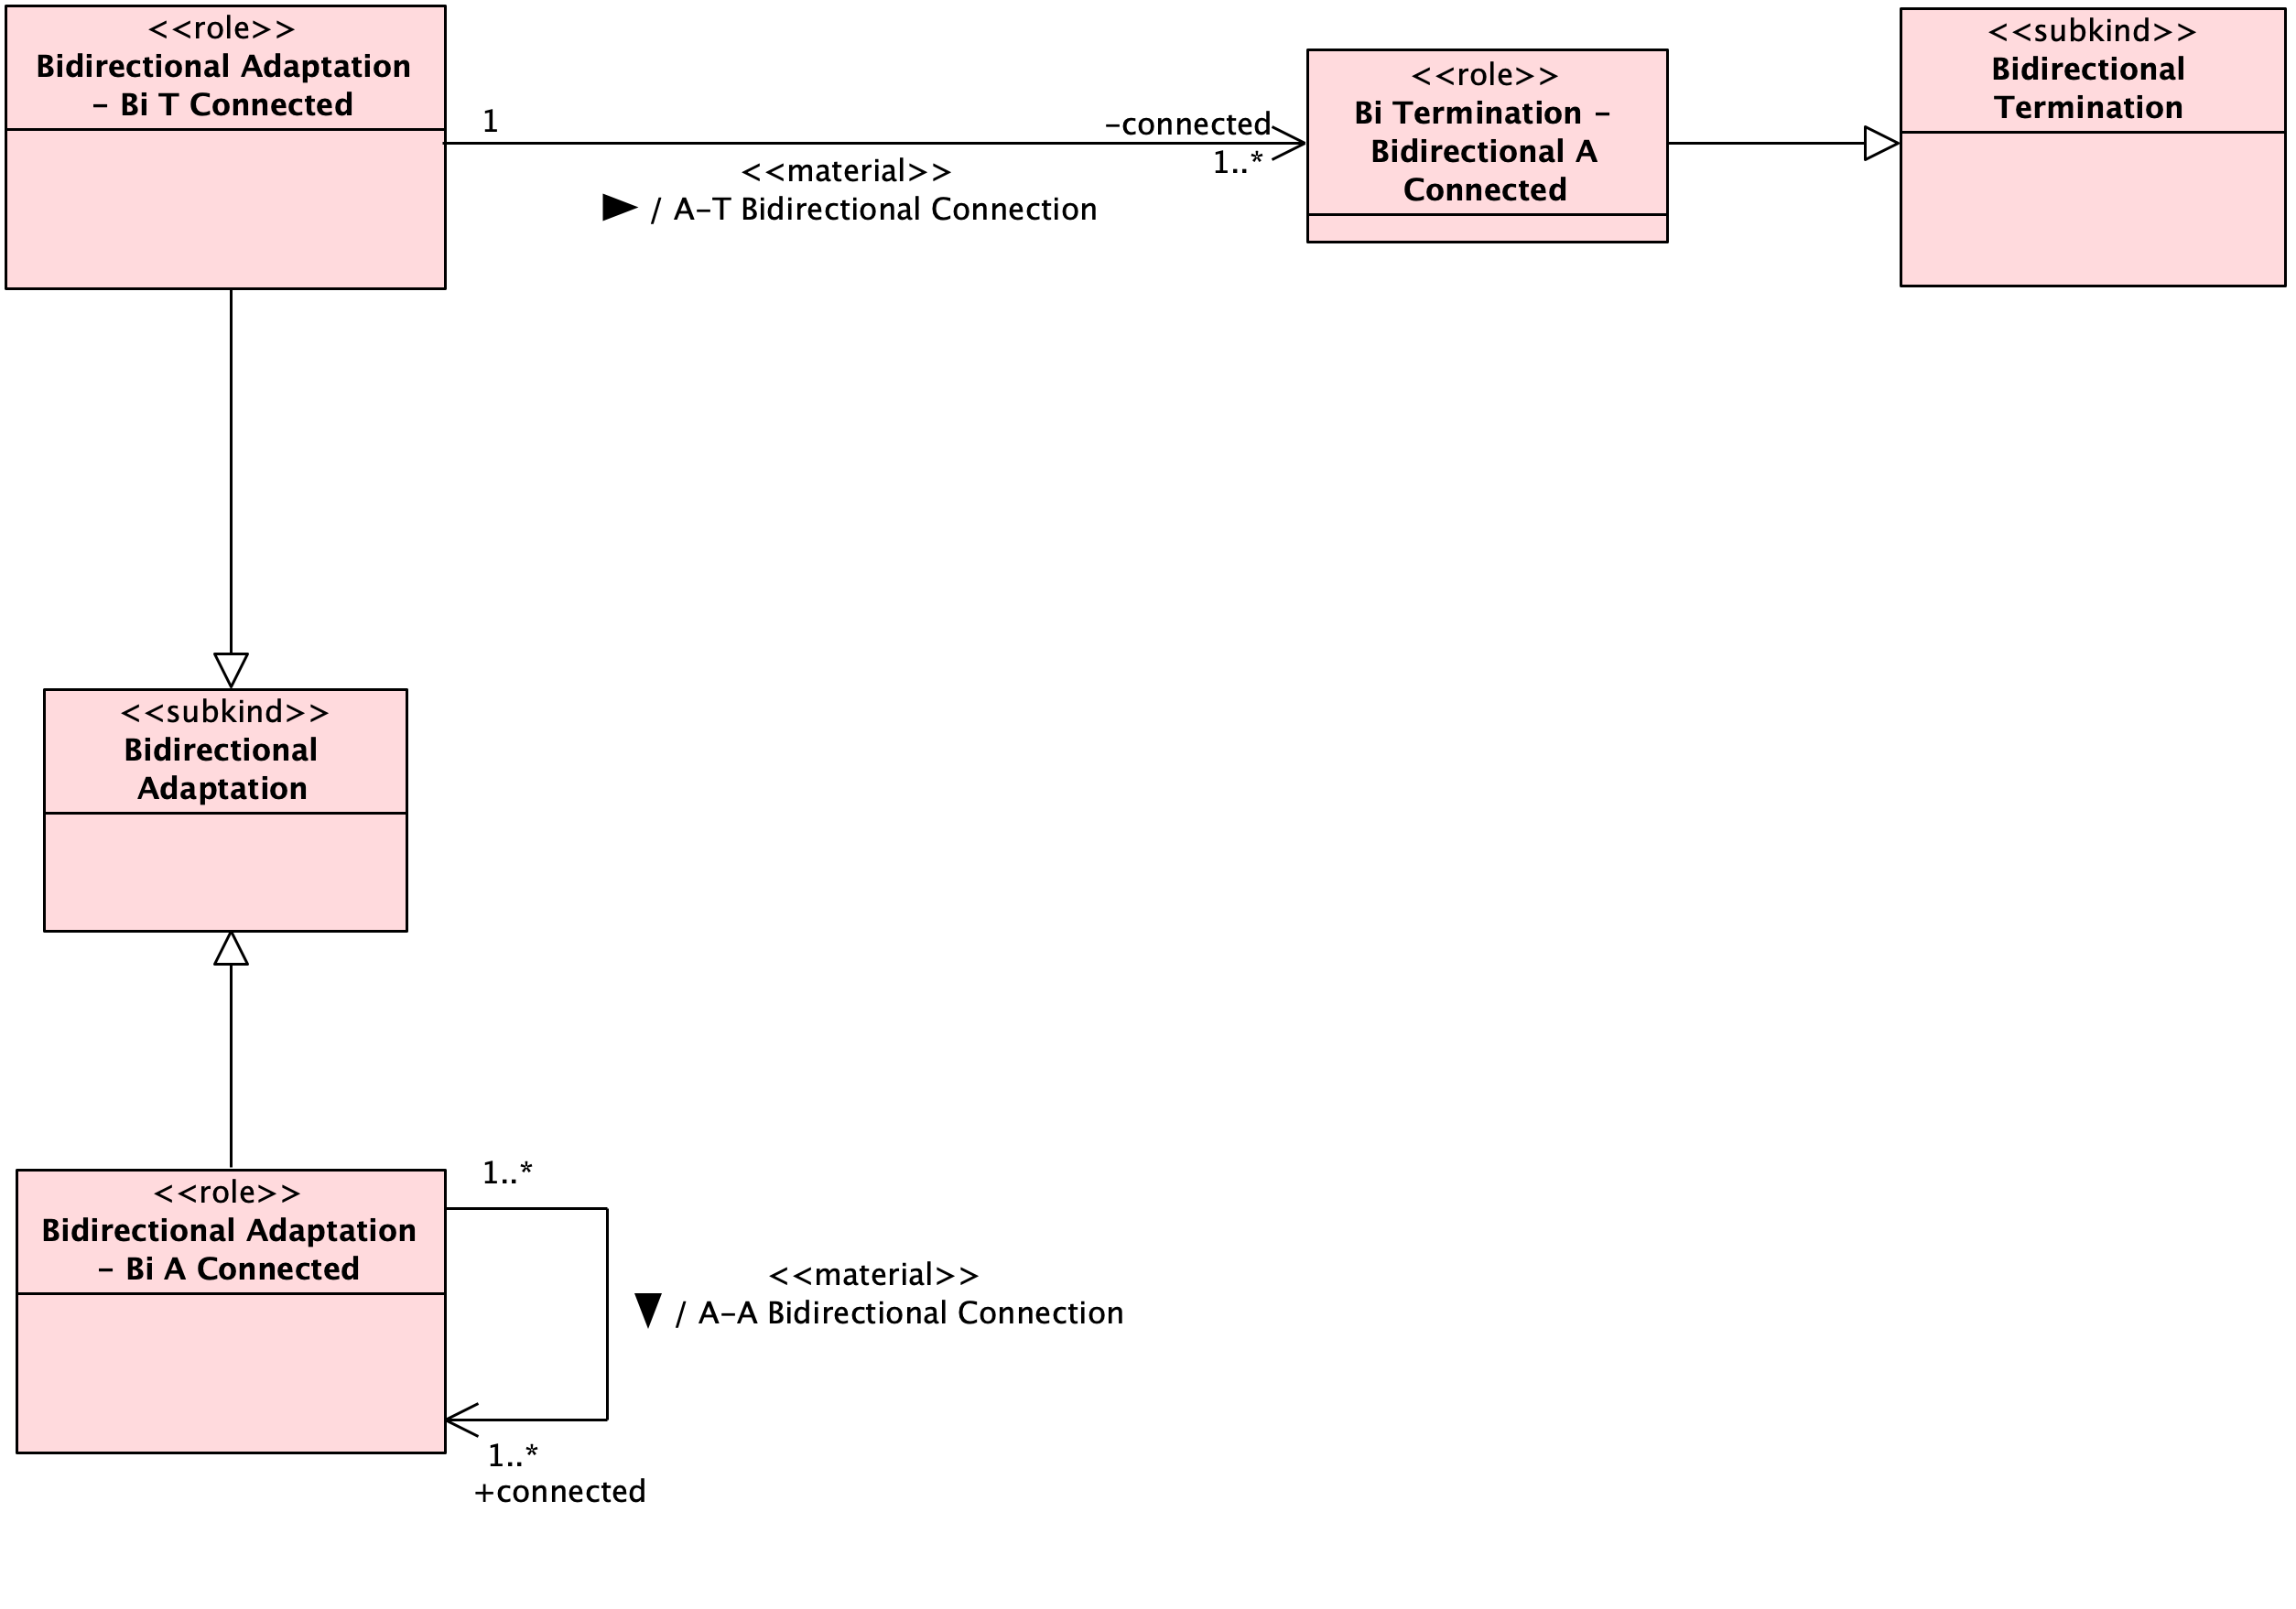 <<role>>
Bidirectional Adaptation
- Bi T Connected
1
-connected
1..*
<<material>>
/ A-T Bidirectional Connection
<<role>>
Bi Termination -
Bidirectional A
Connected
<<subkind>>
Bidirectional
Termination
<<subkind>>
Bidirectional
Adaptation
<<role>>
Bidirectional Adaptation
- Bi A Connected
1..*
<<material>>
/ A-A Bidirectional Connection
1..*
+connected